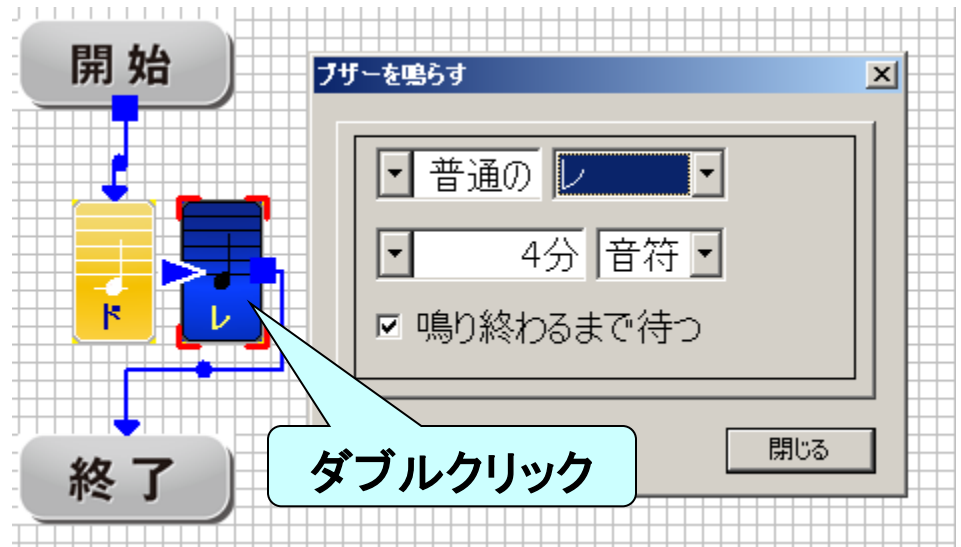 開始
ド
レ
終了
ダブルクリック
ブザーを鳴らす
普通の レ
4分 音符
鳴り終わるまで待つ
閉じる